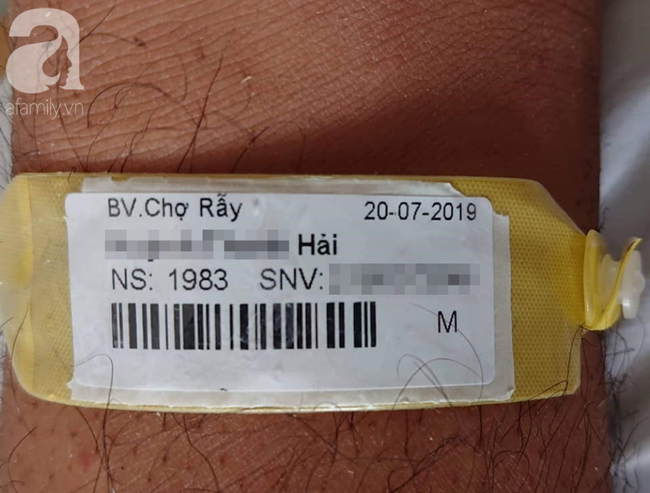 a
afamily.vn
BV.Chợ Rẫy 20-07-2019
Hải
NS: 1983 SNV:
M